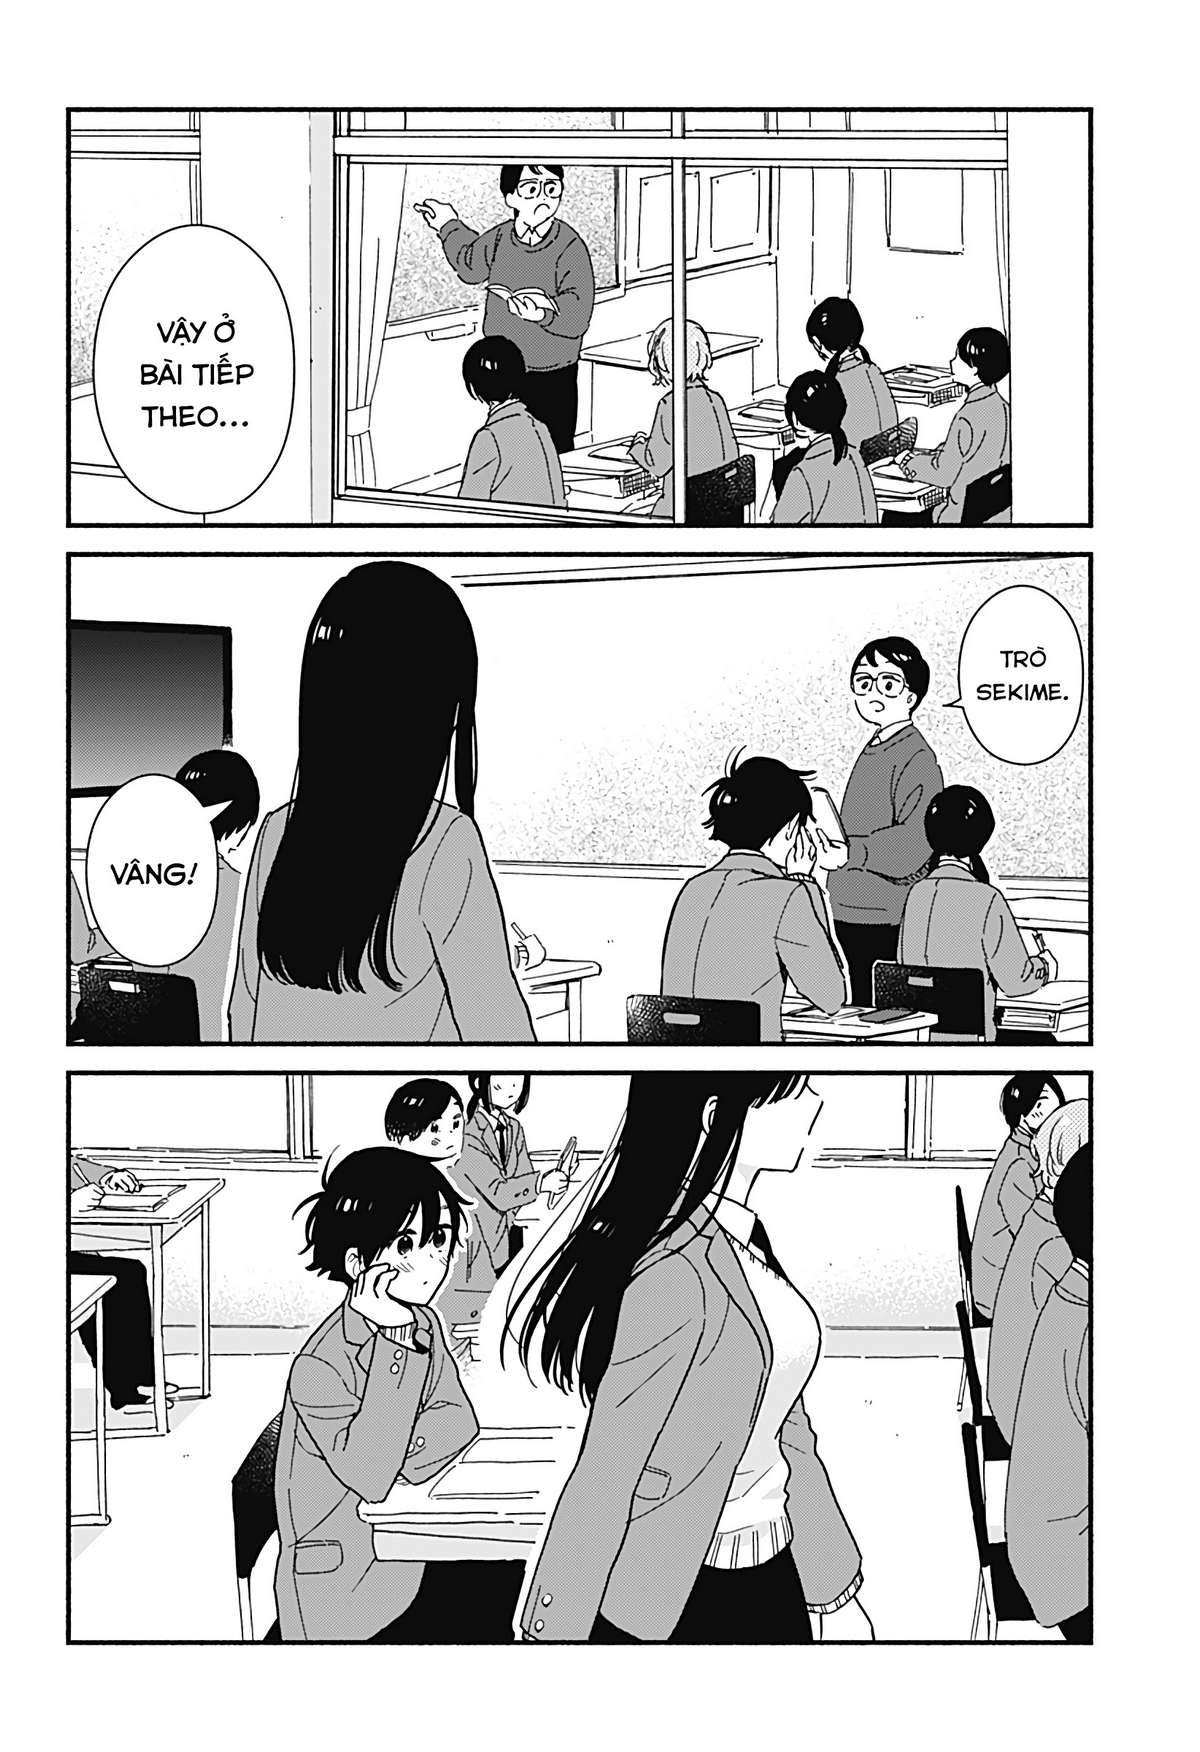 VẬY Ở
BÀI TIẾP
THEO...
TRÒ
SEKIME.
VÂNG!